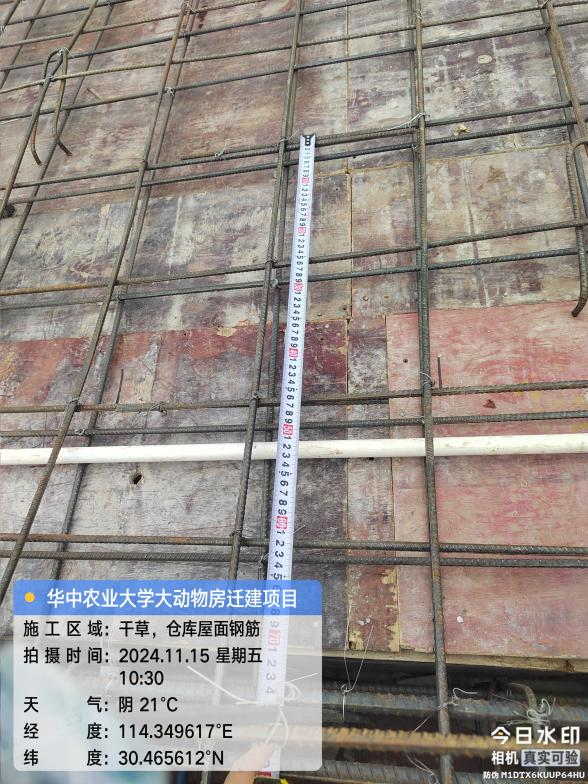 华中农业大学大动物房迁建项目
施工区域：干草，仓库屋面钢筋
拍摄时间：2024.11.15 星期五
10:30
天气：阴 21°C
经度：114.349617°E
纬度：30.465612°N
今日水印
相机 真实可验
防伪 M1DTX6KUUP64HU